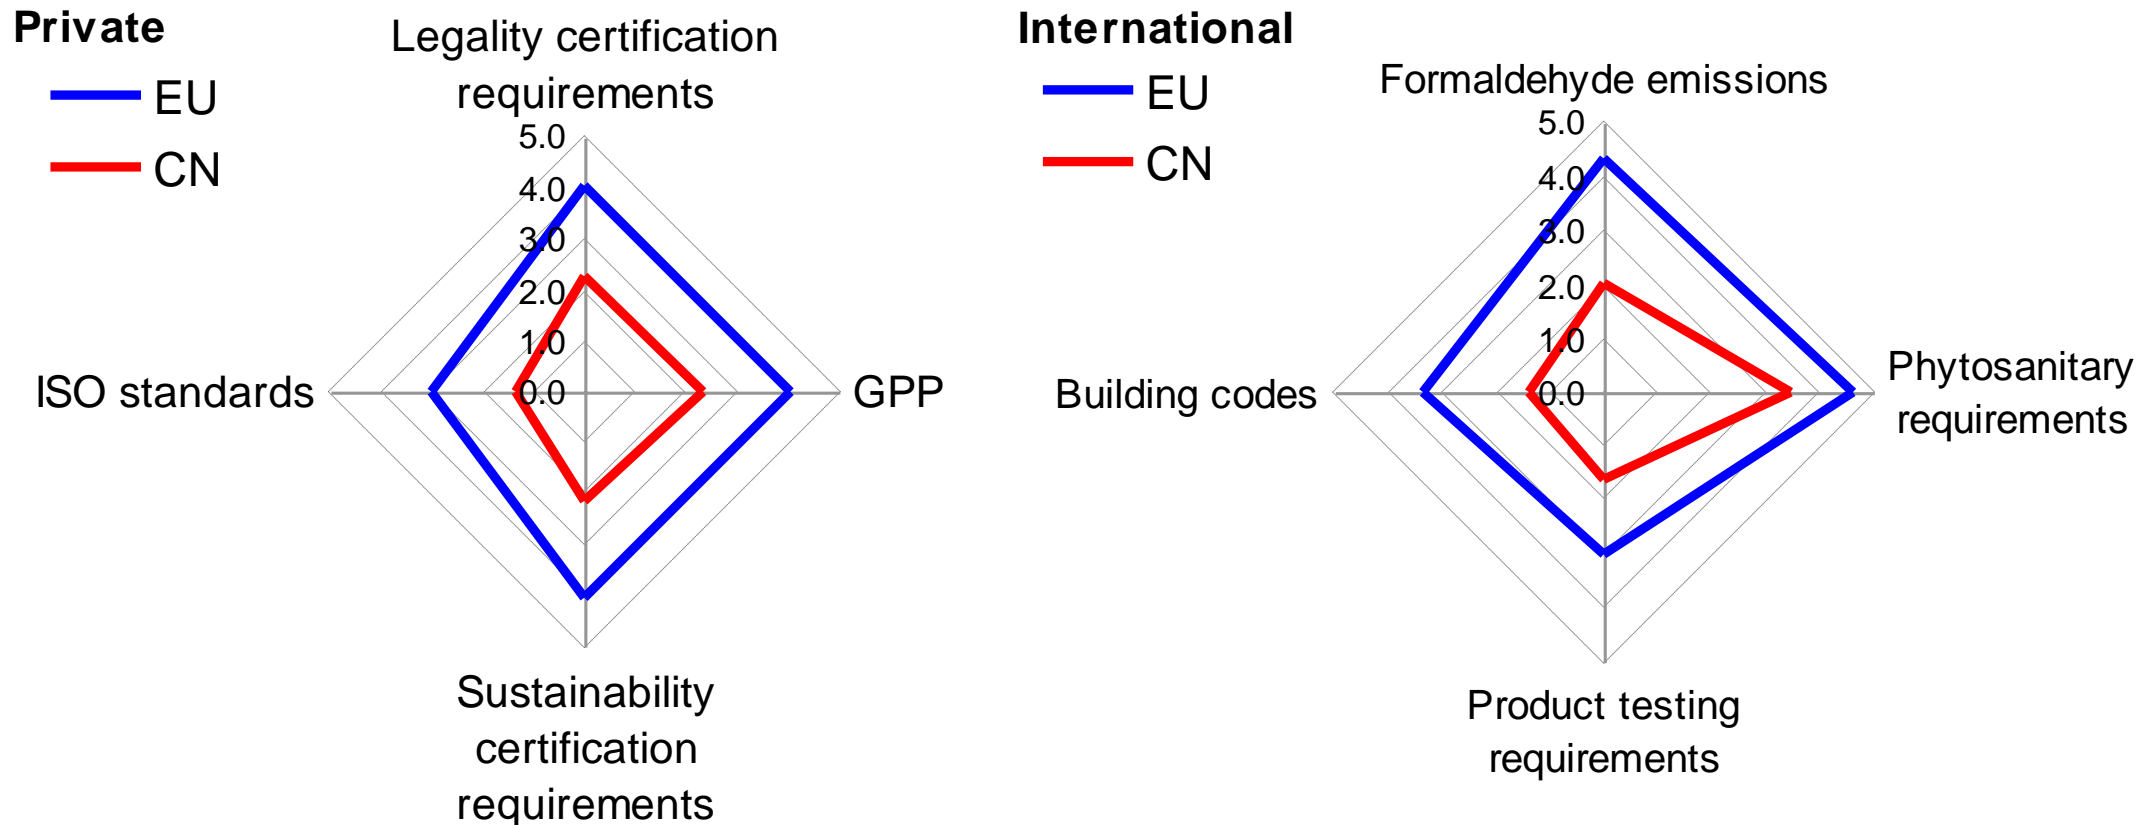 Private
EU
CN
Legality certification
requirements
5.0
4.0
3.0
2.0
1.0
0.0
ISO standards
GPP
Sustainability
certification
requirements
International
EU
CN
Formaldehyde emissions
5.0
4.0
3.0
2.0
1.0
0.0
Building codes
Phytosanitary
requirements
Product testing
requirements